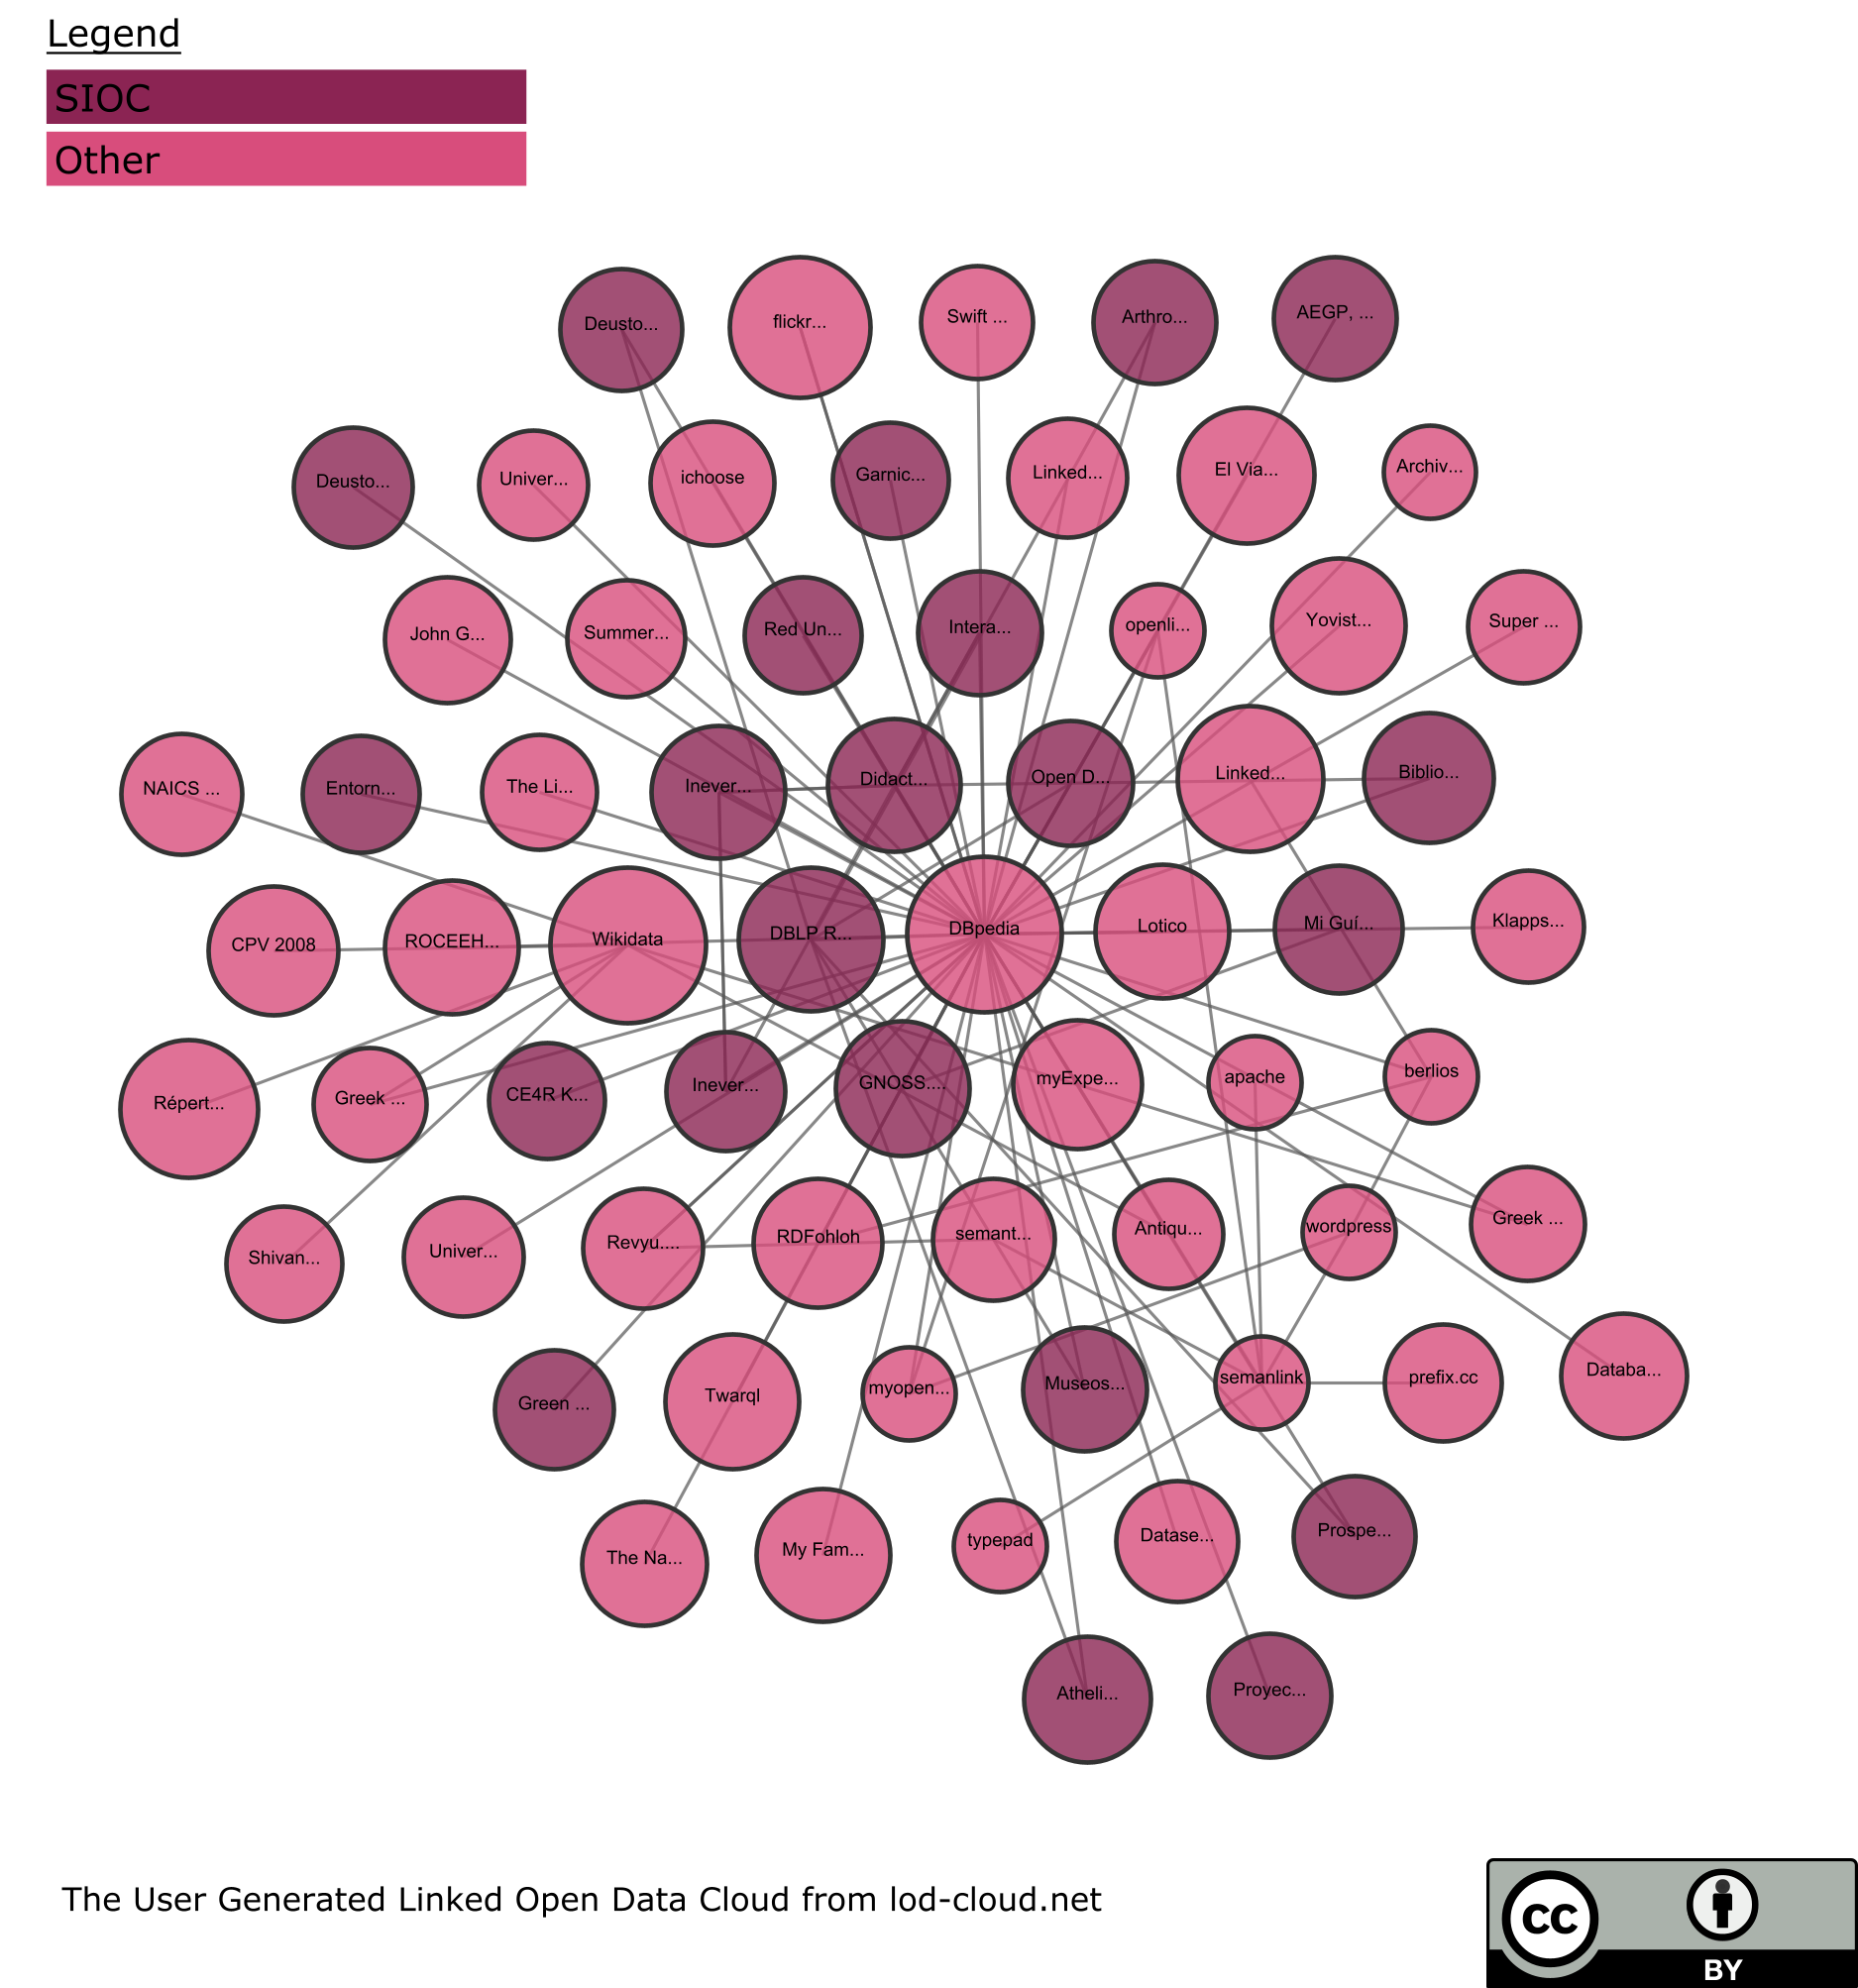 Legend
SIOC
Other
Deusto...
flickr...
Swift ...
Arthro...
AEGP, ...
Deusto...
Univer...
ichoose
Garnic...
Linked...
El Via...
Archiv...
John G...
Summer...
Red Un...
Intera...
openli...
Yovist...
Super ...
NAICS ...
Entorn...
The Li...
Inever...
Didact...
Open D...
Linked...
Biblio...
CPV 2008
ROCEEH...
Wikidata
DBLP R...
DBpedia
Lotico
Mi Guí...
Klapps...
Répert...
Greek ...
CE4R K...
Inever...
GNOSS....
myExpe...
apache
berlios
Shivan...
Univer...
Revyu....
RDFohloh
semant...
Antiqu...
wordpress
Greek ...
Green ...
Twarql
myopen...
Museos...
semanlink
prefix.cc
Databa...
The Na...
My Fam...
typepad
Datase...
Prospe...
Atheli...
Proyec...
The User Generated Linked Open Data Cloud from lod-cloud.net
cc
BY